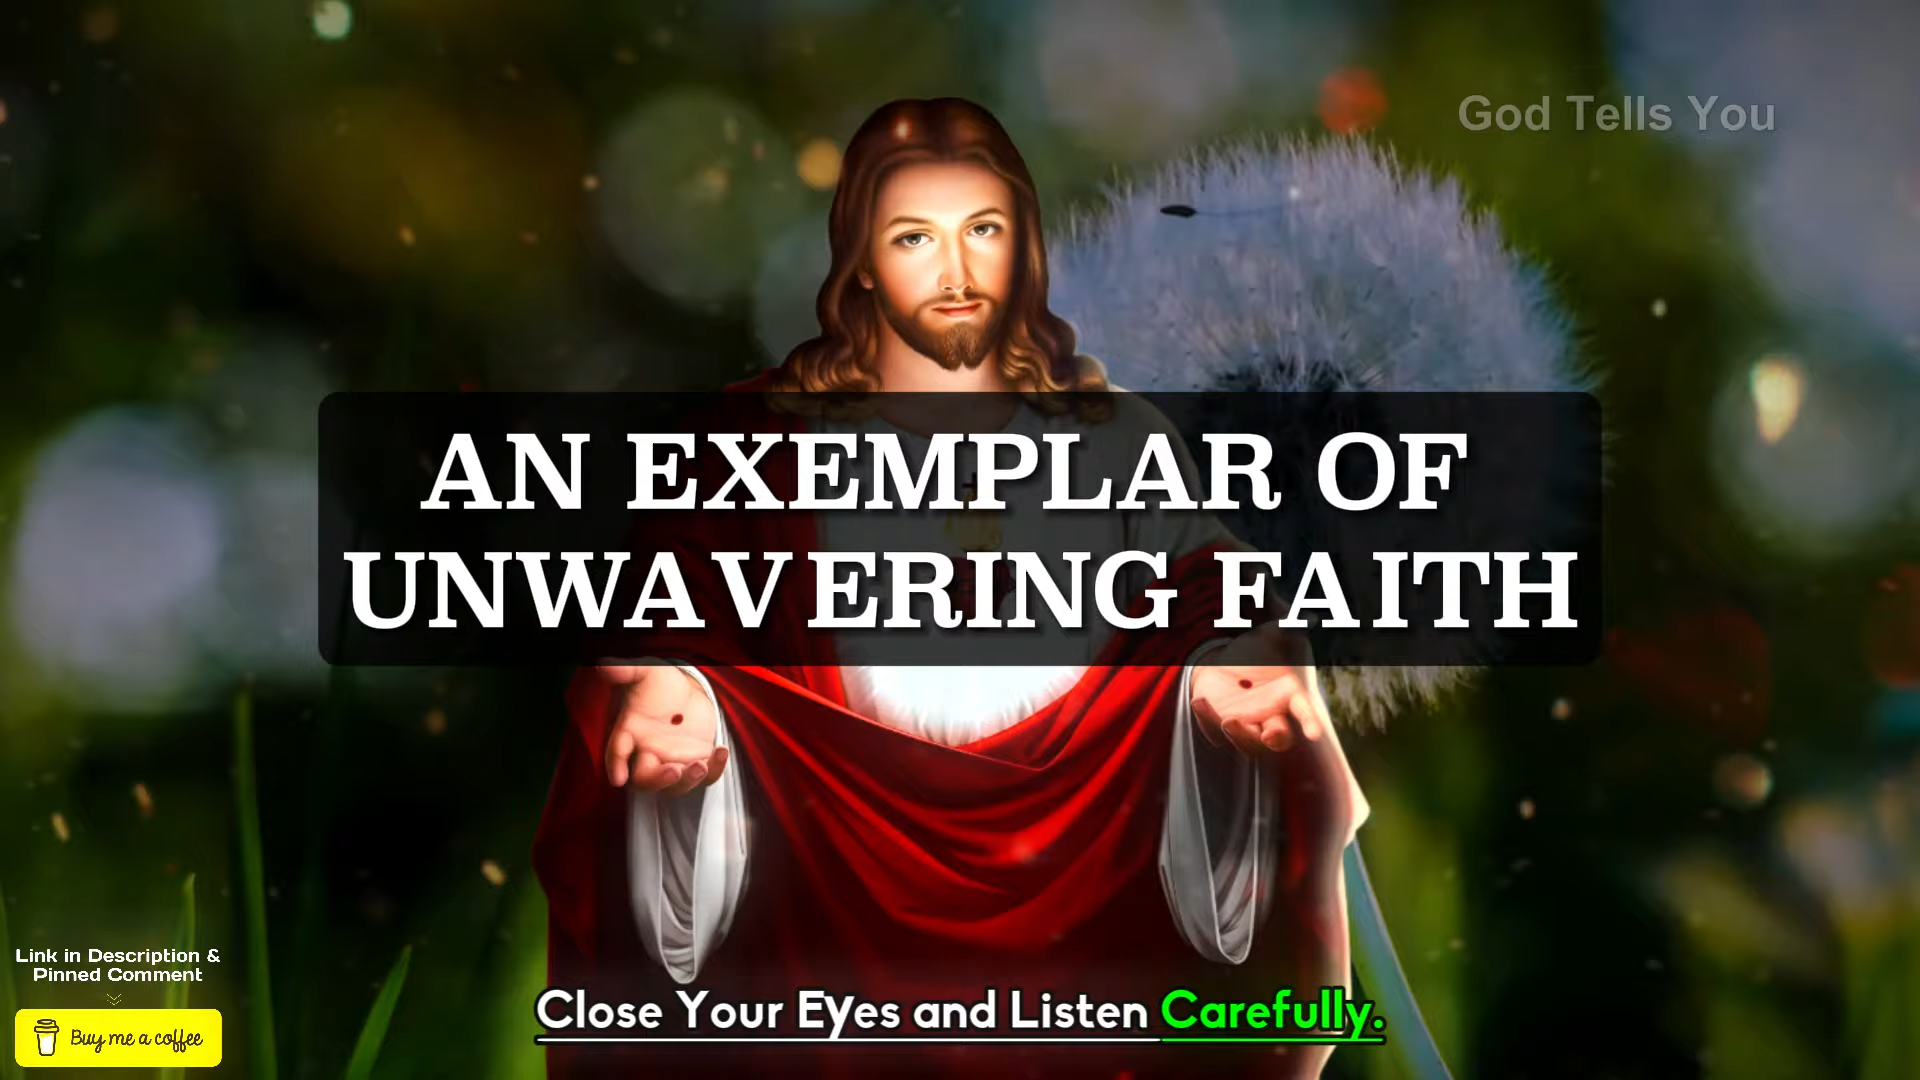 God Tells You
AN EXEMPLAR OF
UNWAVERING FAITH
Link in Description &
Pinned Comment
Buy me a coffee
Close Your Eyes and Listen Carefully.